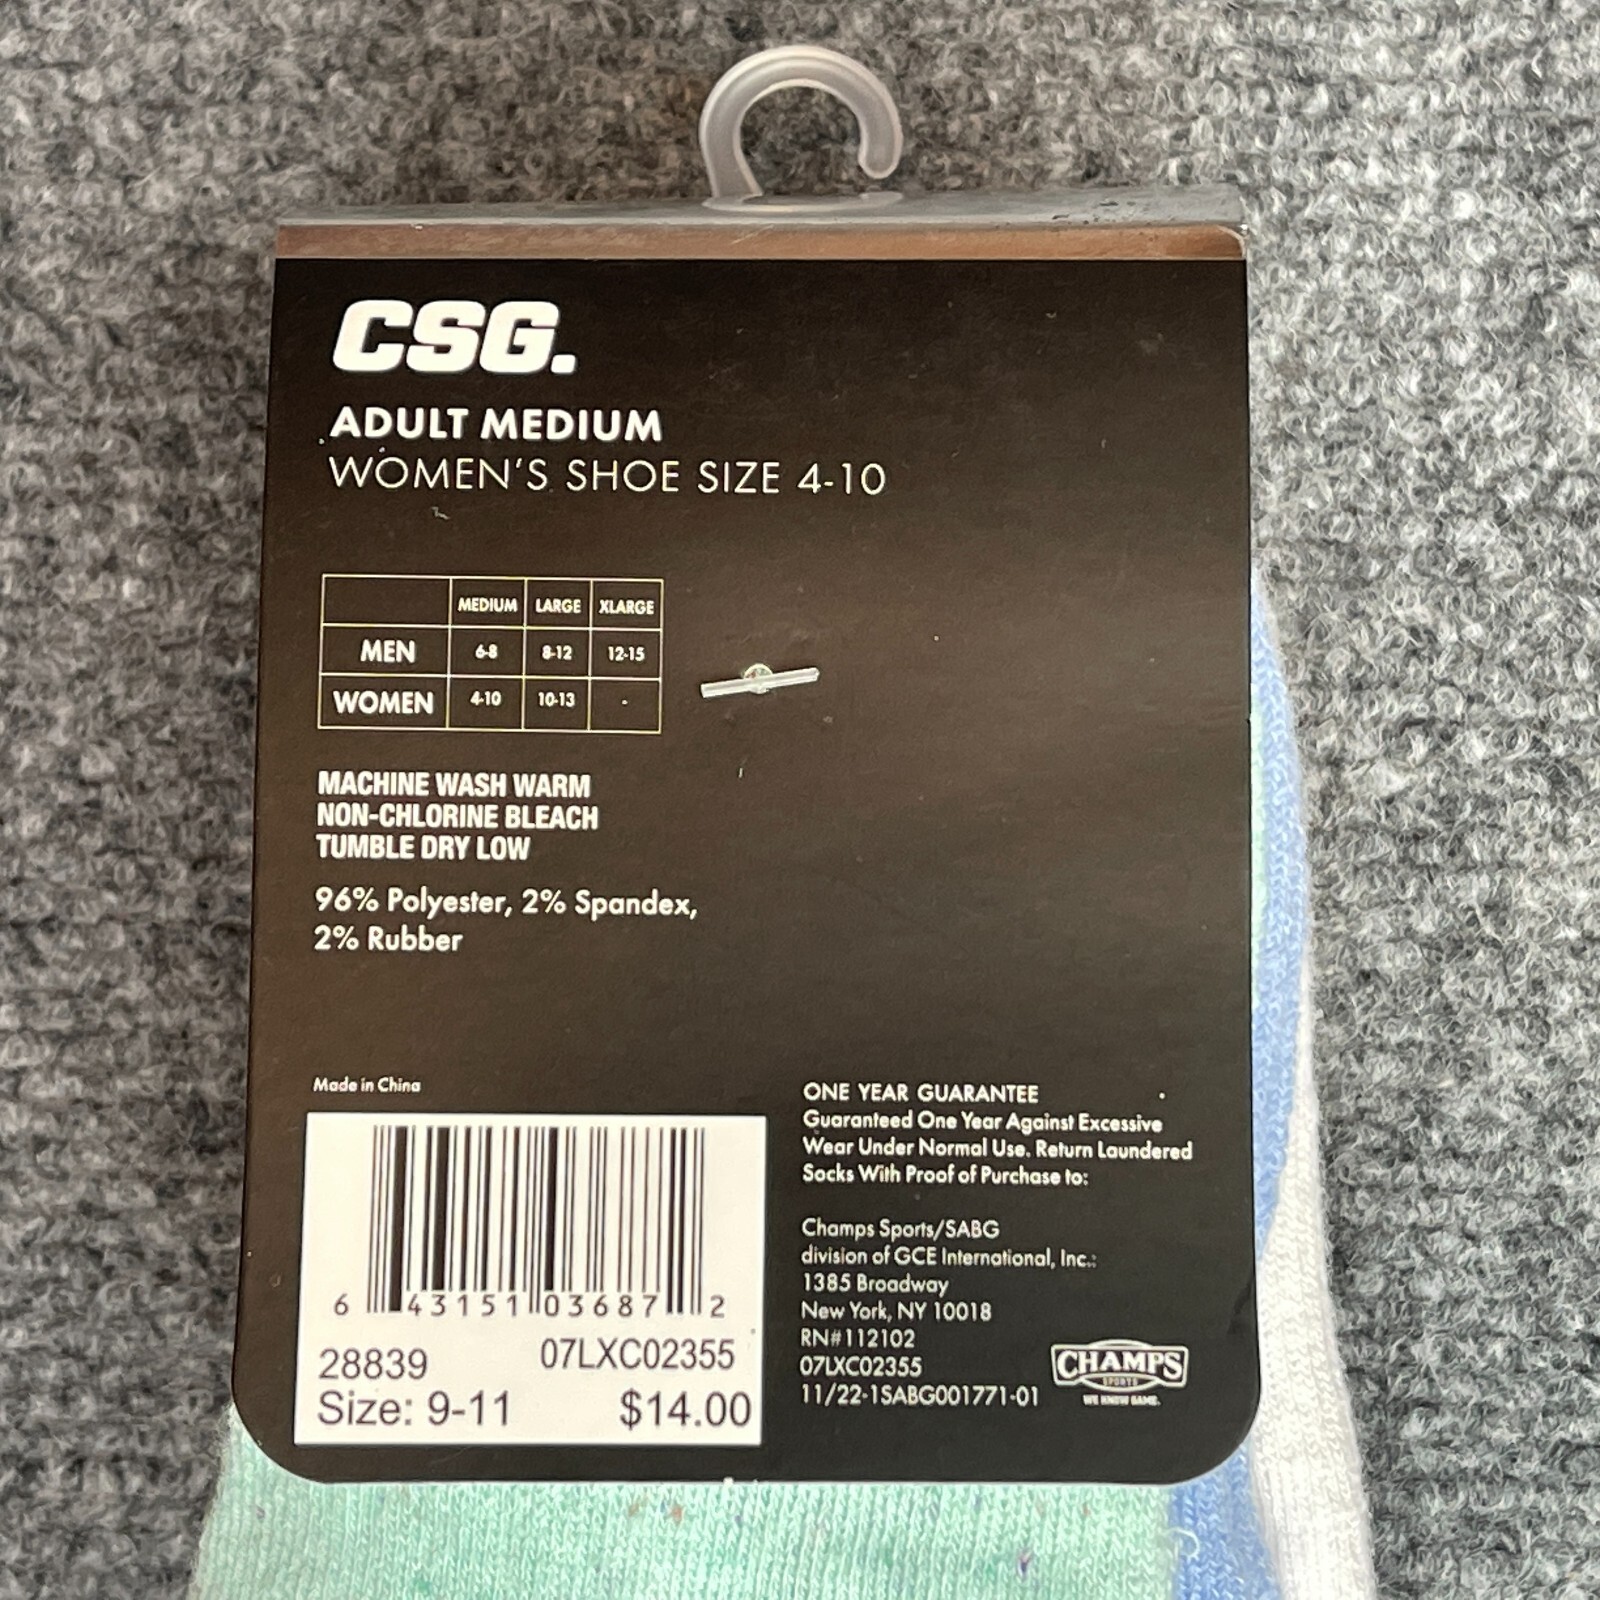 CSG.
ADULT MEDIUM
WOMEN'S SHOE SIZE 4-10
MEDIUM LARGE XLARGE
MEN 6-8 8-12 12-15
WOMEN 4-10 10-13 -
MACHINE WASH WARM
NON-CHLORINE BLEACH
TUMBLE DRY LOW
96% Polyester, 2% Spandex,
2% Rubber
Made in China
6 43151 03687 2
28839 07LXC02355
Size: 9-11 $14.00
ONE YEAR GUARANTEE
Guaranteed One Year Against Excessive
Wear Under Normal Use. Return Laundered
Socks With Proof of Purchase to:
Champs Sports/SABG
division of GCE International, Inc.:
1385 Broadway
New York, NY 10018
RN#112102
07LXC02355
11/22-1SABG001771-01
CHAMPS
SPORTS
WE KNOW GAME.